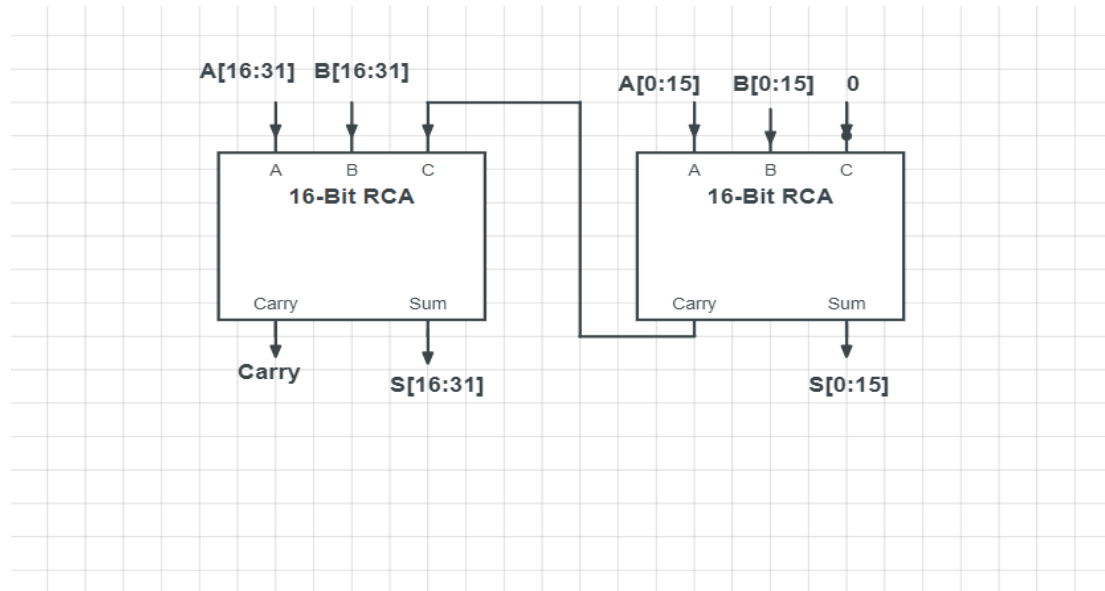 A[16:31] B[16:31]
A[0:15] B[0:15] 0
A B C
16-Bit RCA
A B C
16-Bit RCA
Carry Sum
Carry Sum
Carry
S[16:31]
S[0:15]